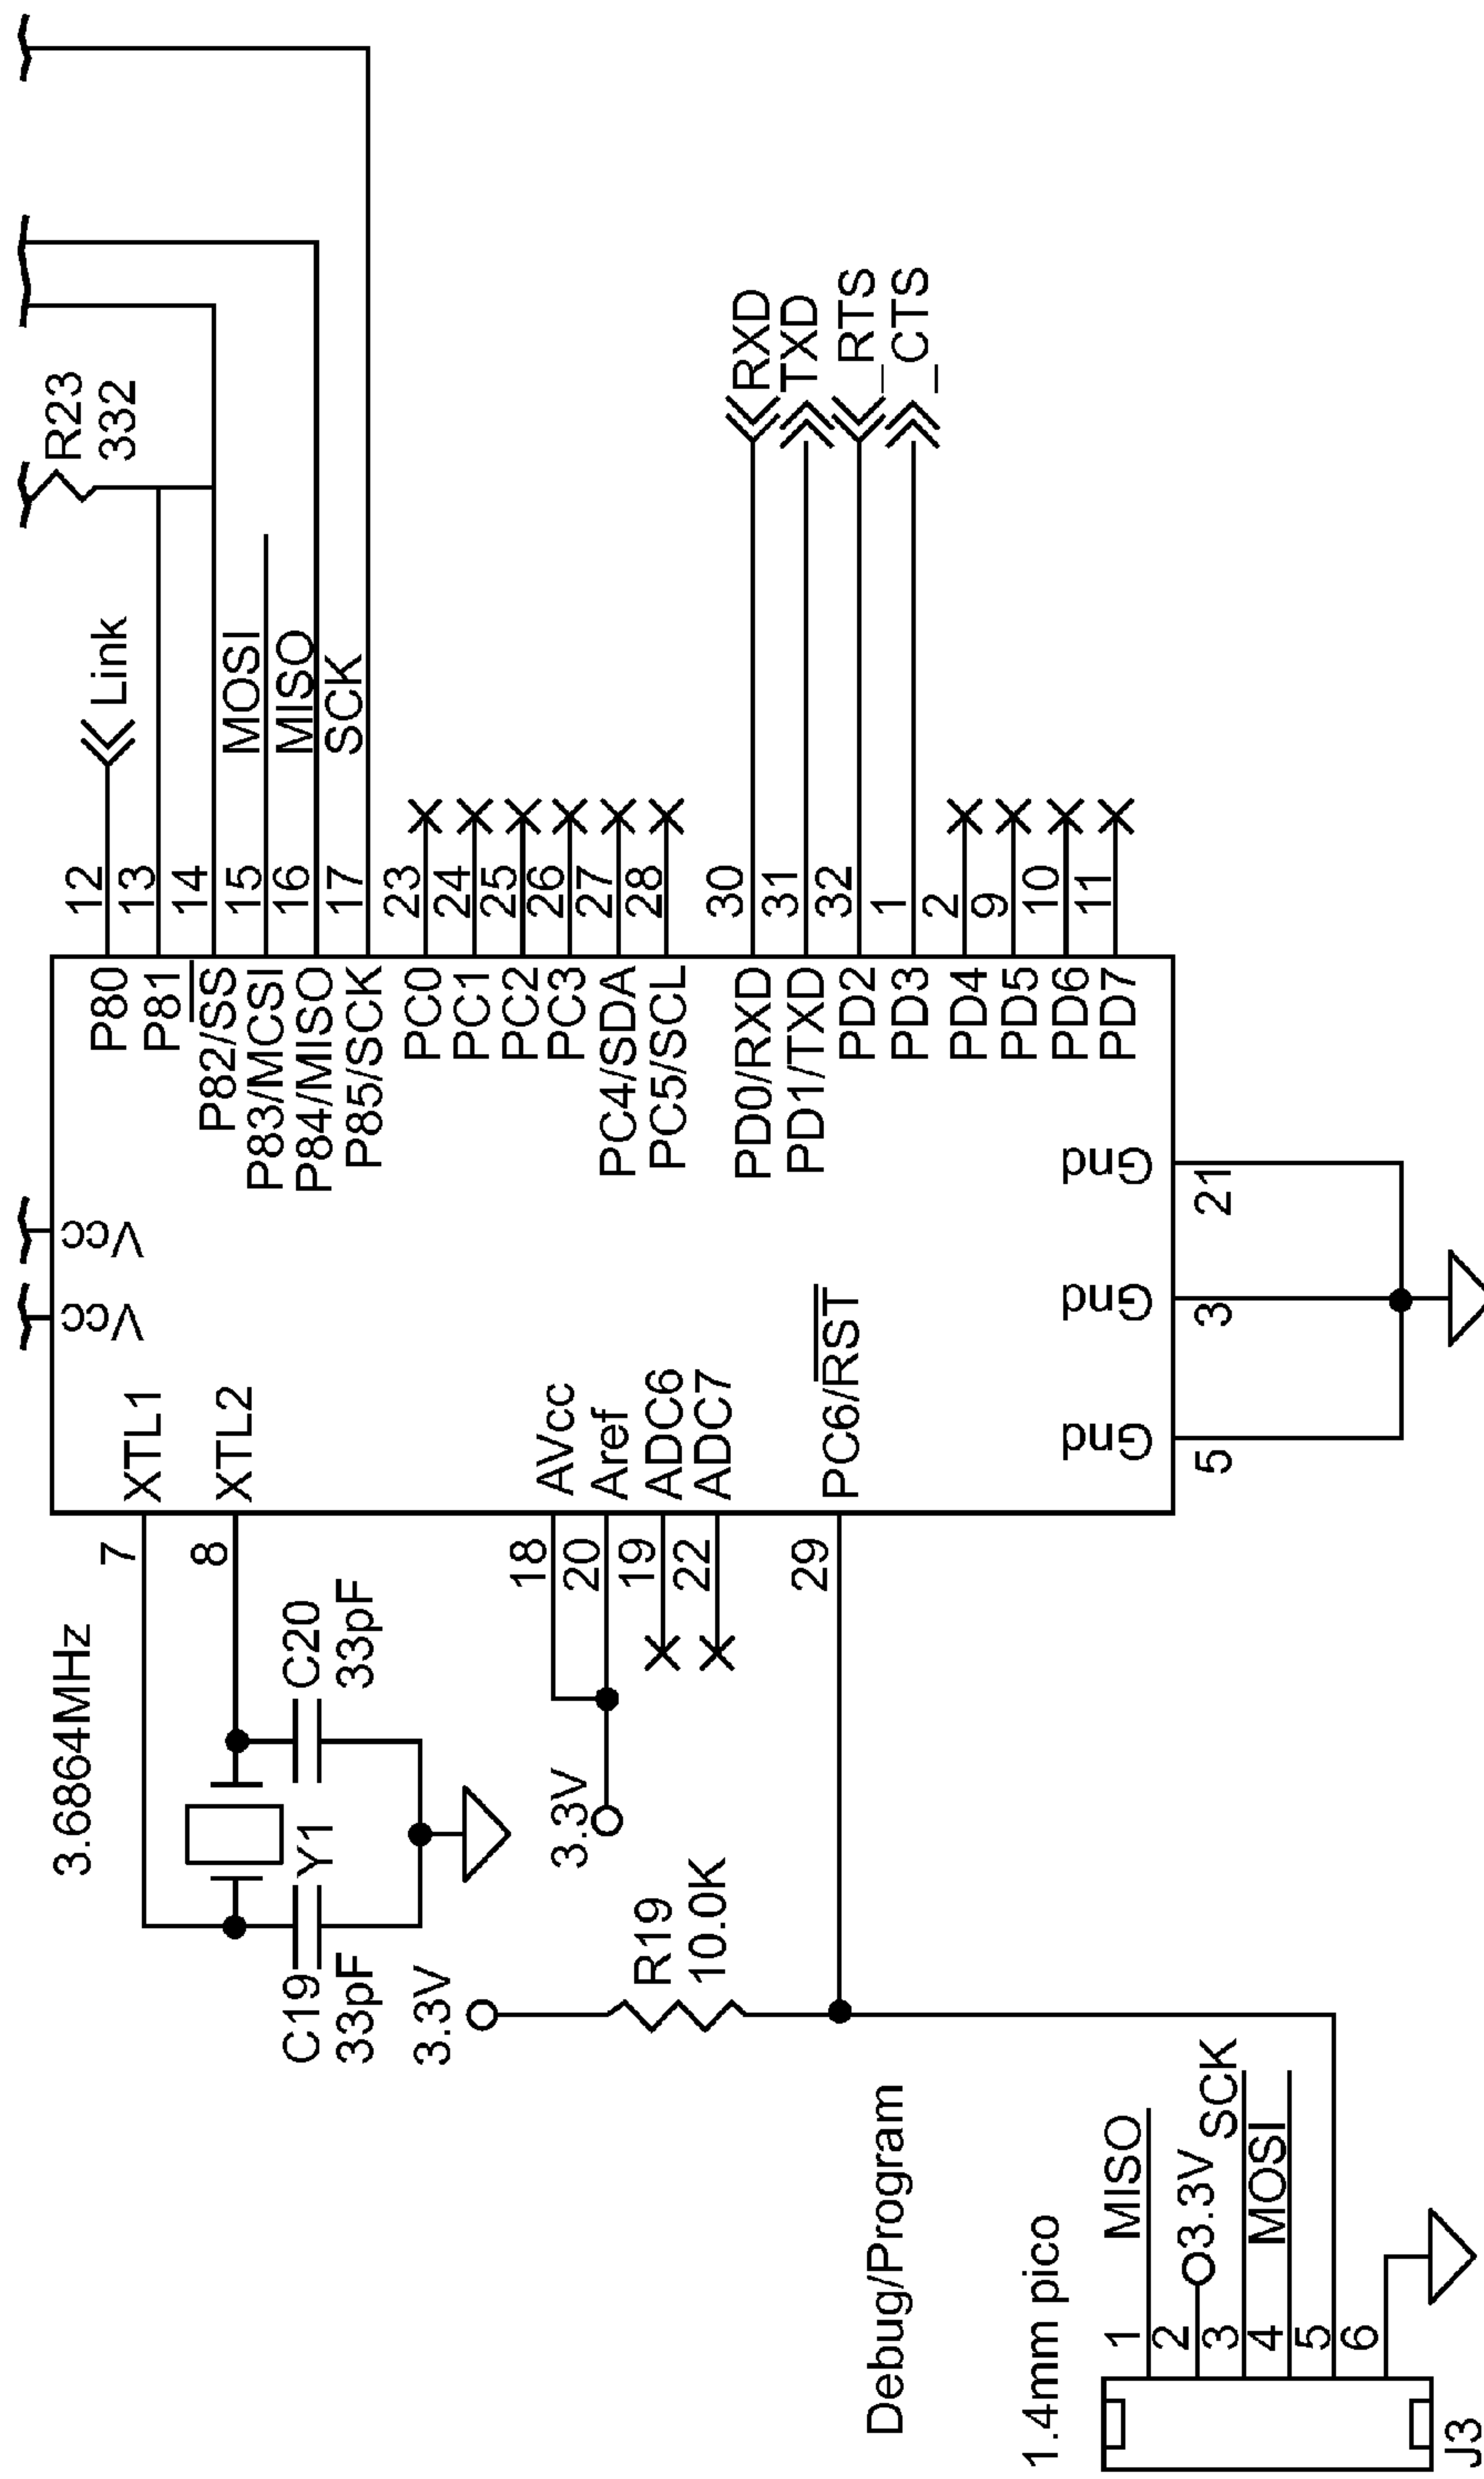 3.6864MHz
7
XTL1
8
XTL2
C19
33pF
Y1
C20
33pF
3.3V
18
AVcc
20
Aref
19
ADC6
22
ADC7
3.3V
R19
10.0K
29
PC6/RST
Debug/Program
1.4mm pico
J3
1
MISO
2
3.3V
3
SCK
4
MOSI
5
6
Vcc
Vcc
P80
12
Link
P81
13
P82/SS
14
P83/MCSI
15
MOSI
P84/MISO
16
MISO
P85/SCK
17
SCK
R23
332
PC0
23
PC1
24
PC2
25
PC3
26
PC4/SDA
27
PC5/SCL
28
PD0/RXD
30
RXD
PD1/TXD
31
TXD
PD2
32
_RTS
PD3
1
_CTS
PD4
2
PD5
9
PD6
10
PD7
11
Gnd
5
Gnd
3
Gnd
21